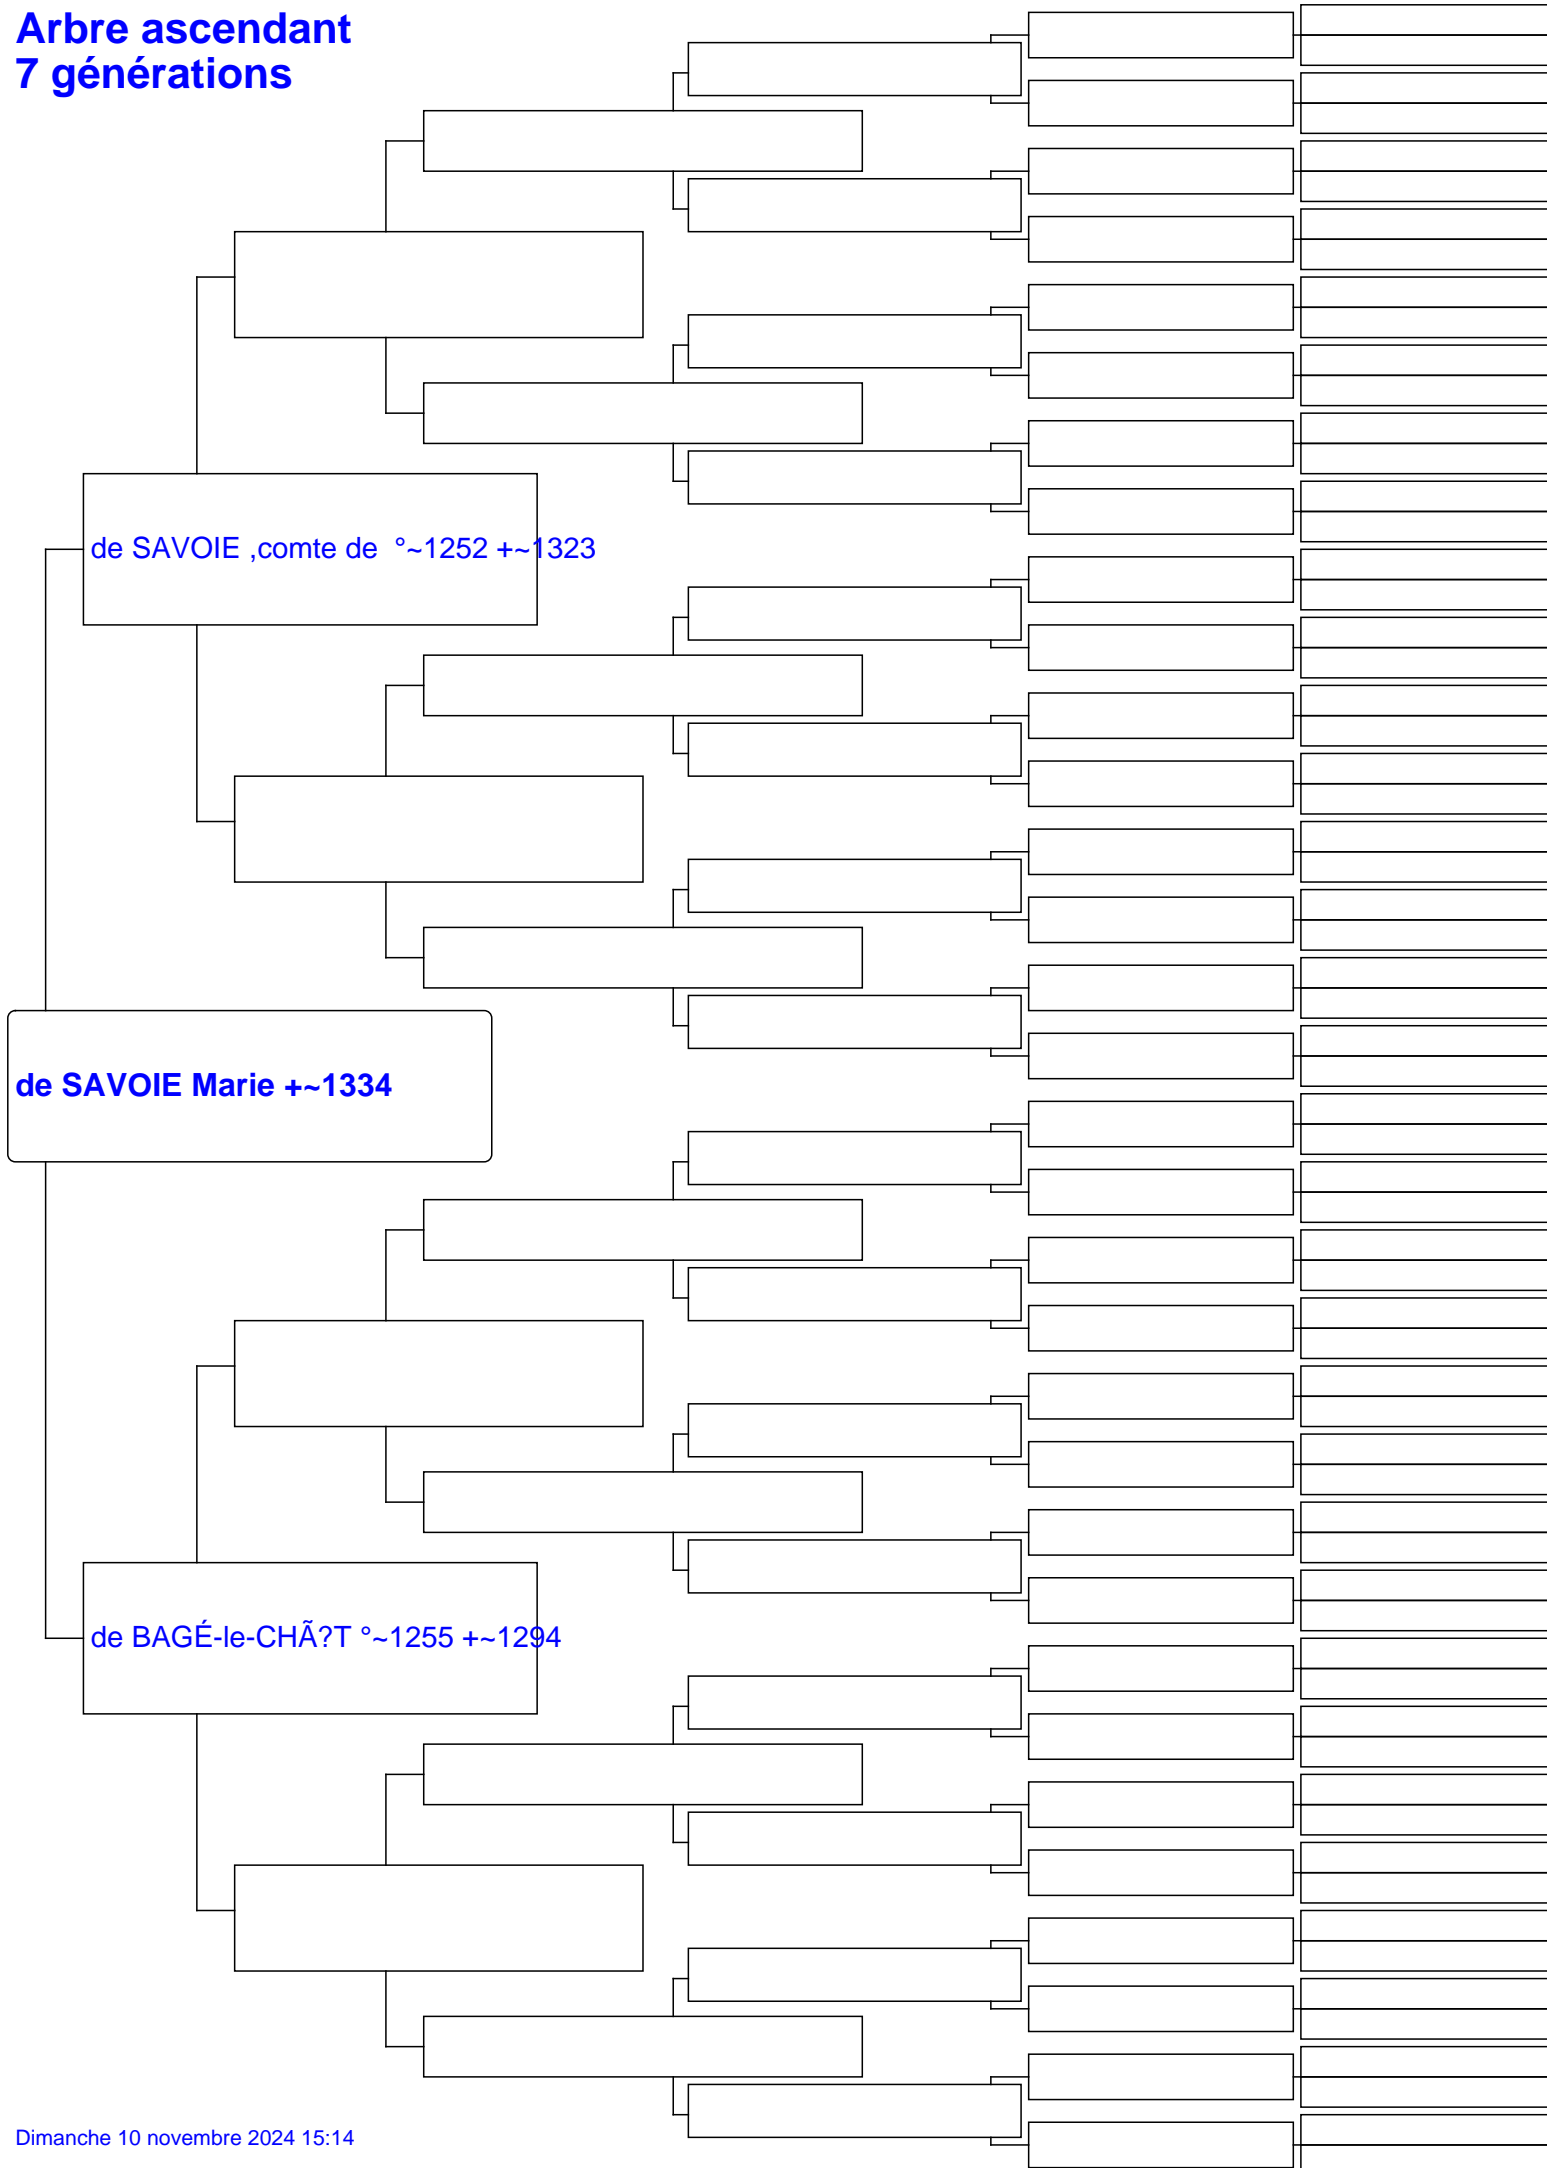 Arbre ascendant
7 générations
de SAVOIE ,comte de  °~1252 +~1323
de SAVOIE Marie +~1334
de BAGÉ-le-CHÃ?T °~1255 +~1294
Dimanche 10 novembre 2024 15:14